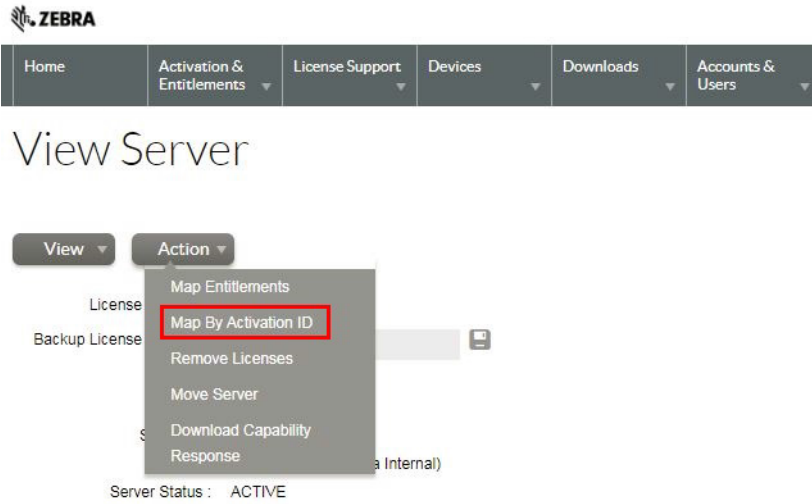 ZEBRA
Home
Activation &
Entitlements
License Support
Devices
Downloads
Accounts &
Users
View Server
View
Action
Map Entitlements
License
Map By Activation ID
Backup License
Remove Licenses
Move Server
Download Capability
Response
Internal)
Server Status : ACTIVE